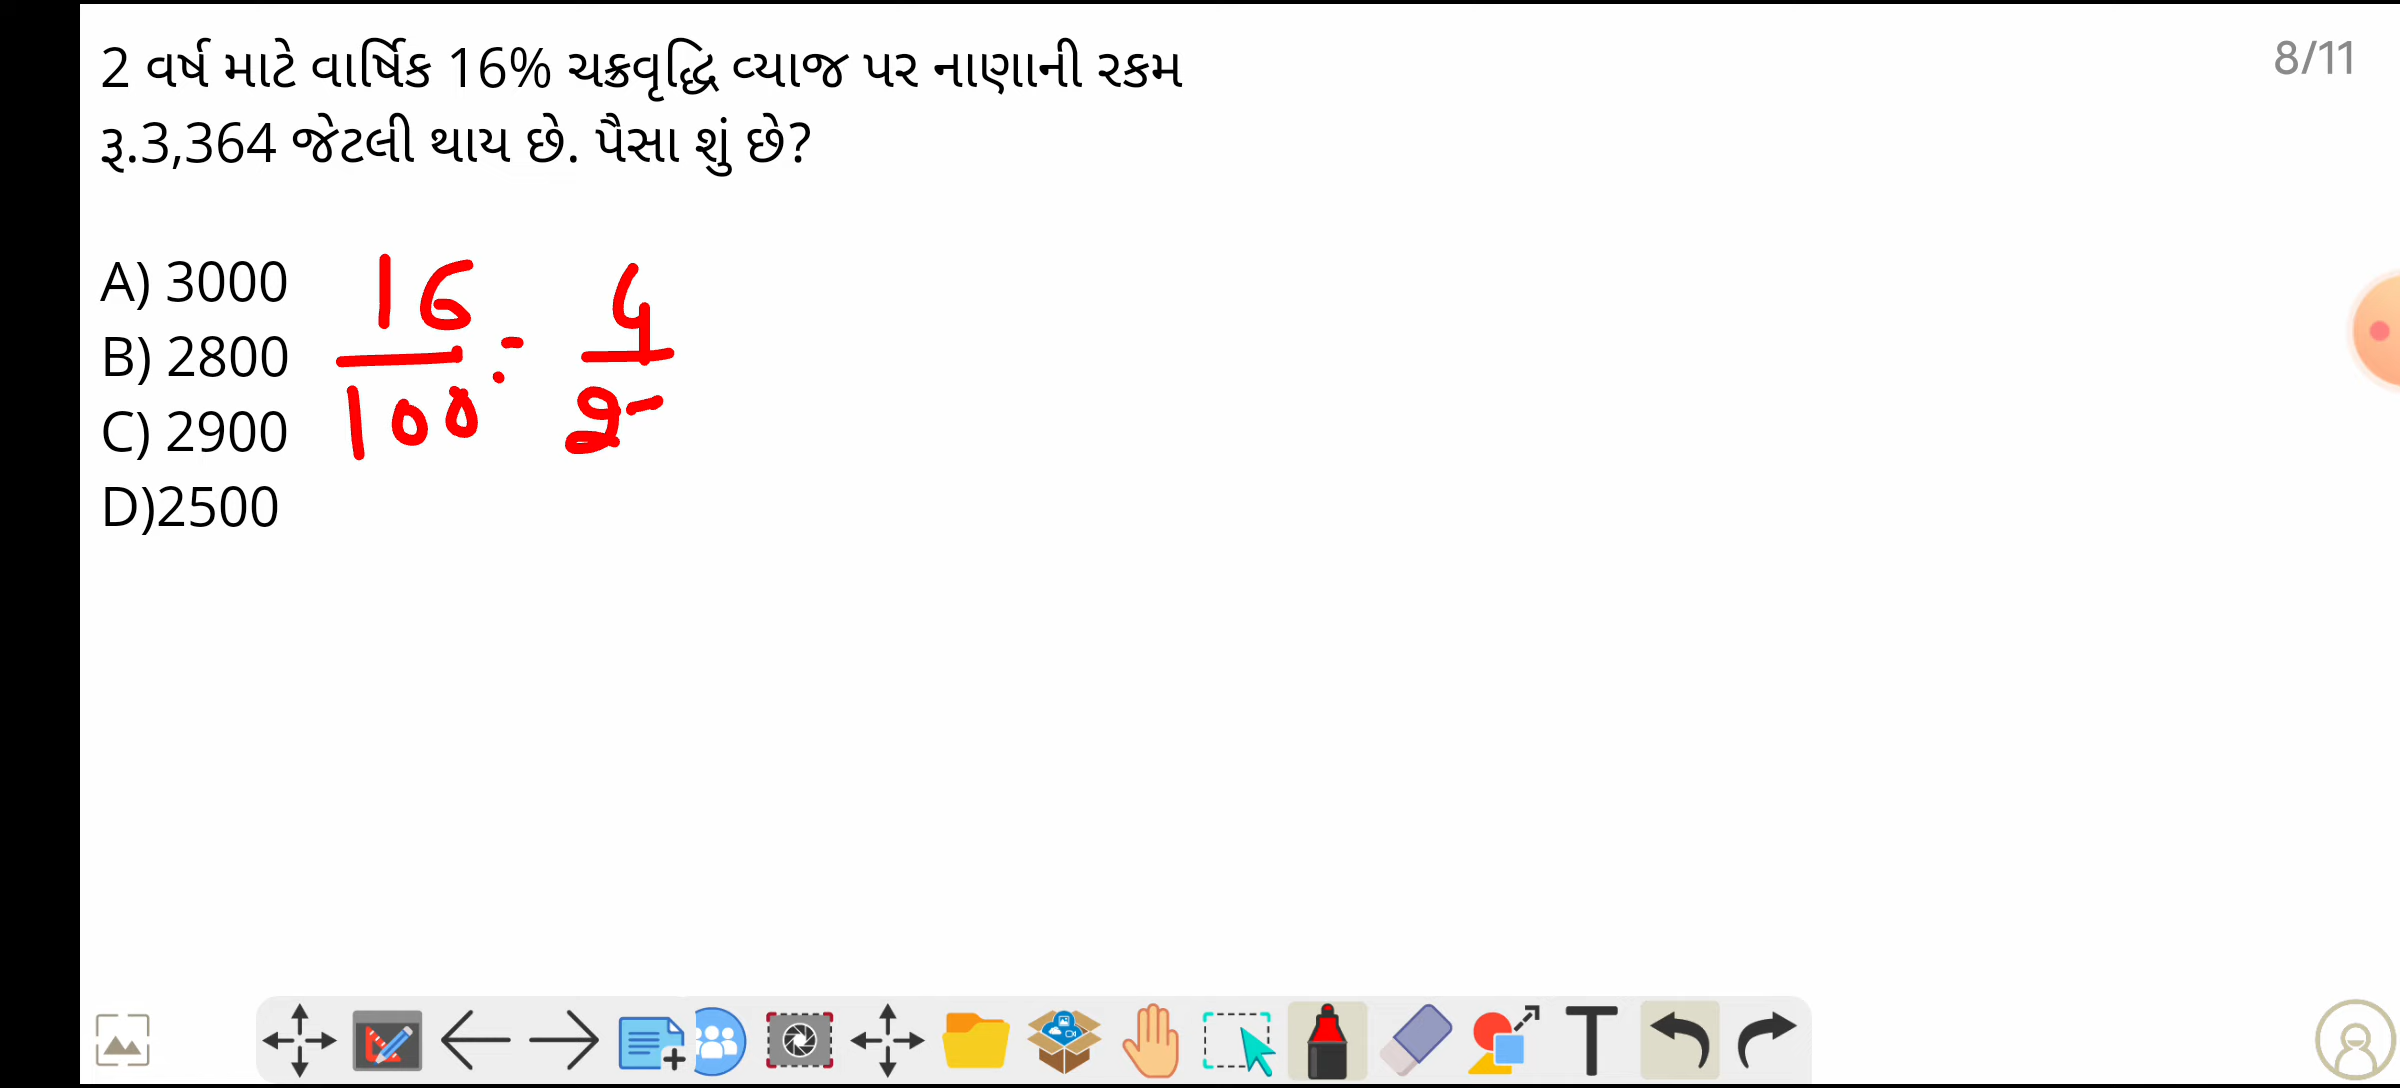 2 વર્ષ માટે વાર્ષિક 16% ચક્રવૃદ્ધિ વ્યાજ પર નાણાની રકમ
8/11
રૂ.3,364 જેટલી થાય છે. પૈસા શું છે?
A) 3000
B) 2800
C) 2900
D)2500
16
4
100
T